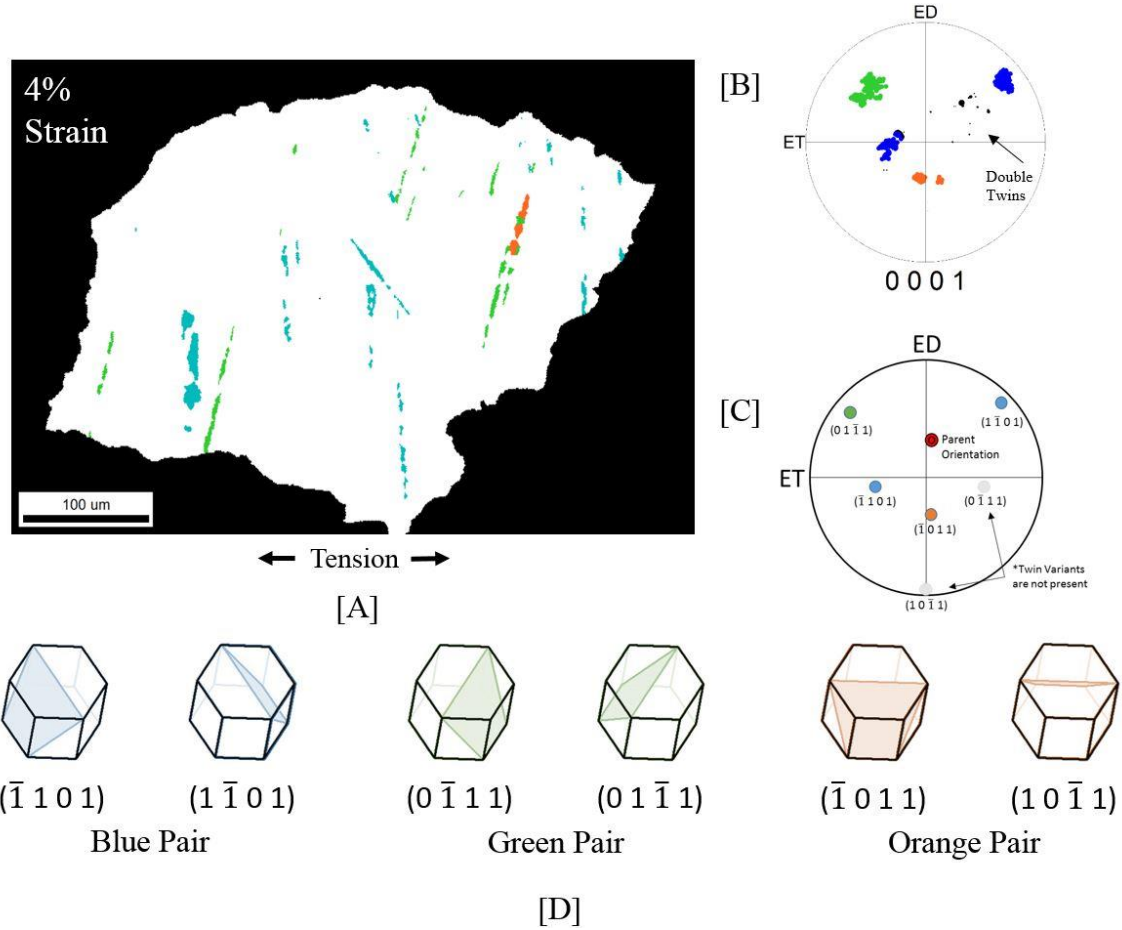 4%
Strain
100 um
Tension
[A]
[B]
ED
ET
Double
Twins
0 0 0 1
[C]
ED
ET
(0 1 1̅ 1)
(1 1̅ 0 1)
Parent
Orientation
(1̅ 1 0 1)
(0 1̅ 1 1)
(1̅ 0 1 1)
*Twin Variants
are not present
(1 0 1̅ 1)
(1̅ 1 0 1)
(1 1̅ 0 1)
(0 1̅ 1 1)
(0 1 1̅ 1)
(1̅ 0 1 1)
(1 0 1̅ 1)
Blue Pair
Green Pair
Orange Pair
[D]